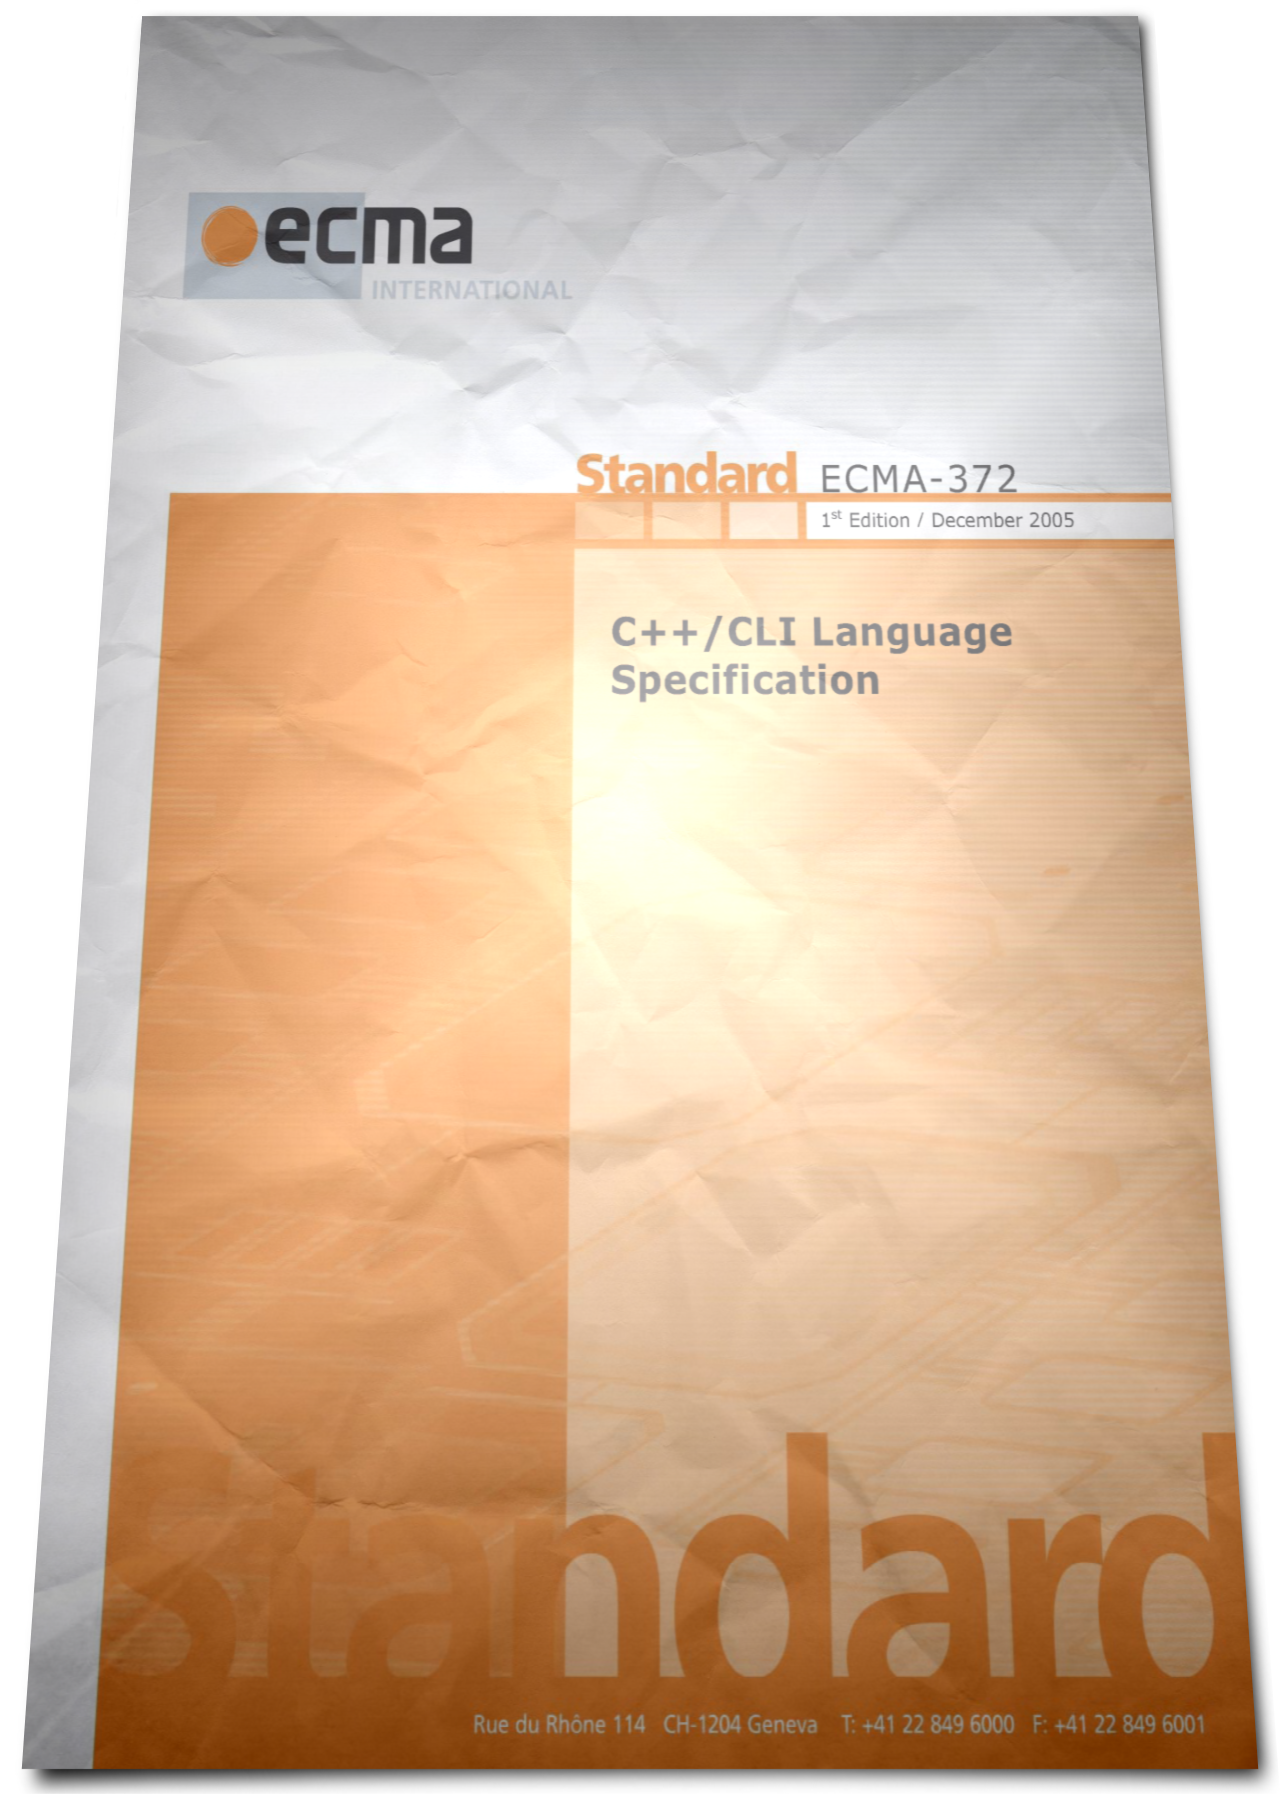 ecma
INTERNATIONAL
Standard ECMA-372
1st Edition / December 2005
C++/CLI Language
Specification
Standard
Rue du Rhône 114 CH-1204 Geneva T: +41 22 849 6000 F: +41 22 849 6001